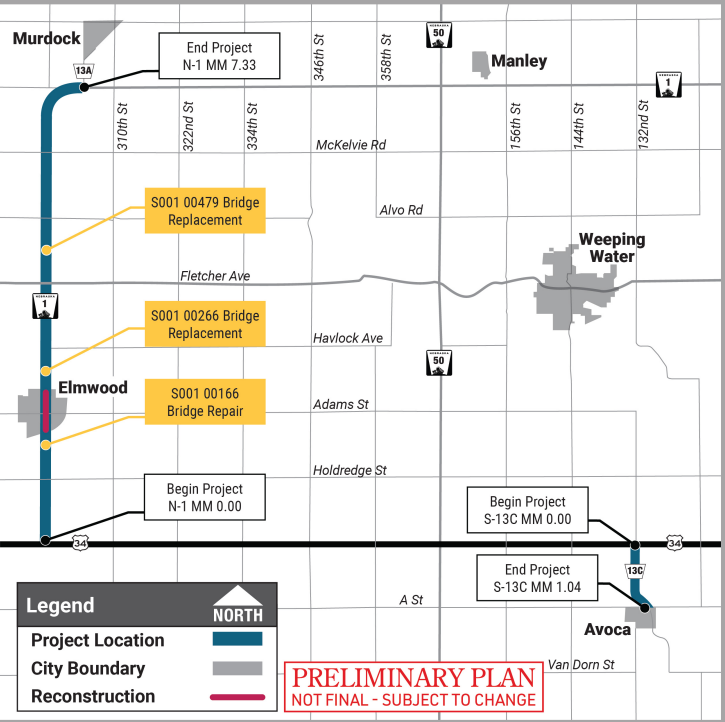 Murdock
13A
End Project
N-1 MM 7.33
346th St
358th St
NEBRASKA
50
Manley
NEBRASKA
1
310th St
322nd St
334th St
156th St
144th St
132nd St
McKelvie Rd
S001 00479 Bridge
Replacement
Alvo Rd
Weeping
Water
Fletcher Ave
NEBRASKA
1
S001 00266 Bridge
Replacement
Havlock Ave
NEBRASKA
50
Elmwood
S001 00166
Bridge Repair
Adams St
Holdredge St
Begin Project
N-1 MM 0.00
Begin Project
S-13C MM 0.00
34
34
End Project
S-13C MM 1.04
13C
A St
Avoca
Van Dorn St
Legend
NORTH
Project Location
City Boundary
Reconstruction
PRELIMINARY PLAN
NOT FINAL - SUBJECT TO CHANGE